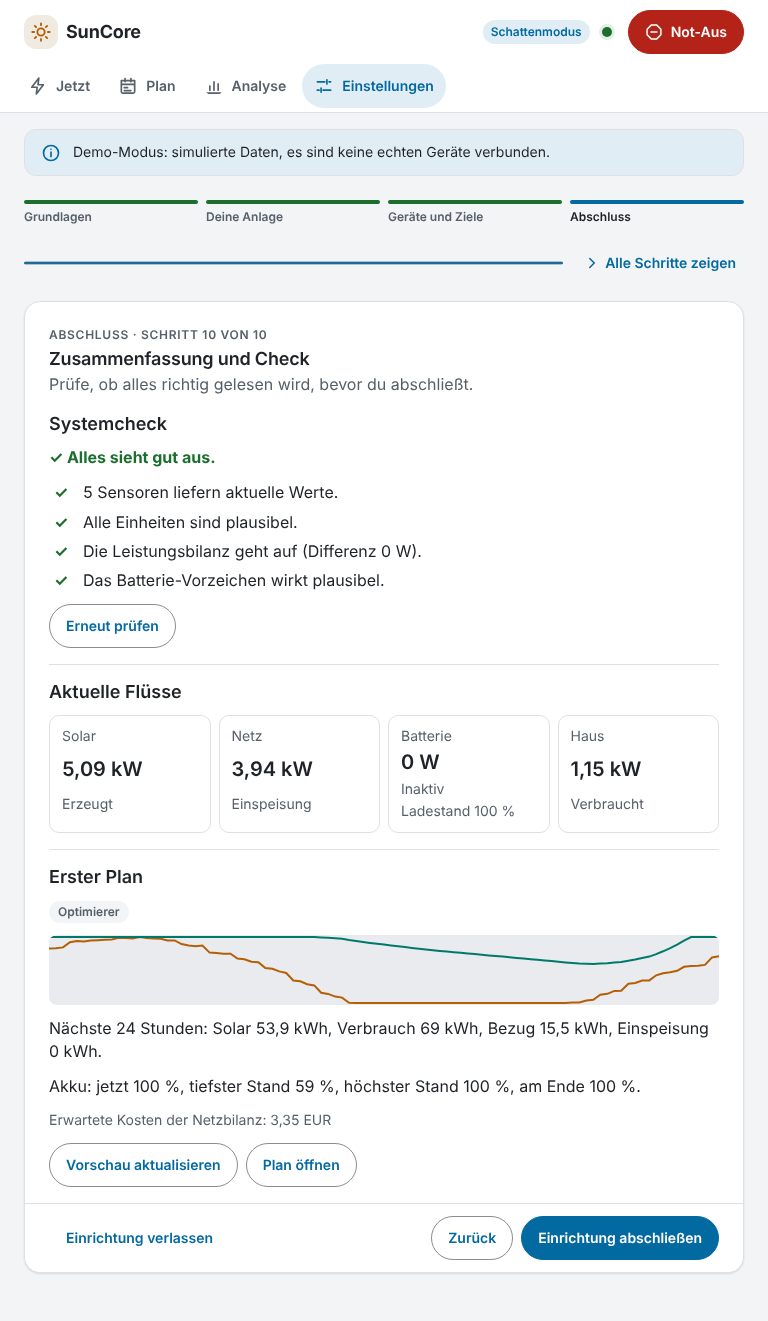 SunCore
Schattenmodus
Not-Aus
Jetzt
Plan
Analyse
Einstellungen
Demo-Modus: simulierte Daten, es sind keine echten Geräte verbunden.
Grundlagen
Deine Anlage
Geräte und Ziele
Abschluss
Alle Schritte zeigen
ABSCHLUSS · SCHRITT 10 VON 10
Zusammenfassung und Check
Prüfe, ob alles richtig gelesen wird, bevor du abschließt.
Systemcheck
✓ Alles sieht gut aus.
✓ 5 Sensoren liefern aktuelle Werte.
✓ Alle Einheiten sind plausibel.
✓ Die Leistungsbilanz geht auf (Differenz 0 W).
✓ Das Batterie-Vorzeichen wirkt plausibel.
Erneut prüfen
Aktuelle Flüsse
Solar
5,09 kW
Erzeugt
Netz
3,94 kW
Einspeisung
Batterie
0 W
Inaktiv
Ladestand 100 %
Haus
1,15 kW
Verbraucht
Erster Plan
Optimierer
Nächste 24 Stunden: Solar 53,9 kWh, Verbrauch 69 kWh, Bezug 15,5 kWh, Einspeisung
0 kWh.
Akku: jetzt 100 %, tiefster Stand 59 %, höchster Stand 100 %, am Ende 100 %.
Erwartete Kosten der Netzbilanz: 3,35 EUR
Vorschau aktualisieren
Plan öffnen
Einrichtung verlassen
Zurück
Einrichtung abschließen